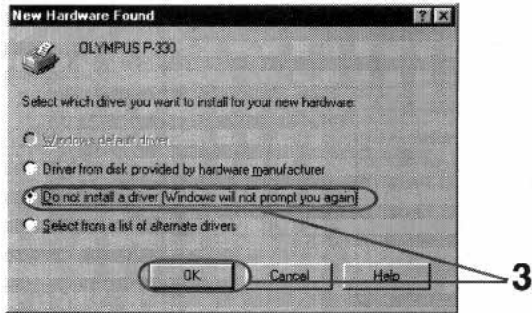 New Hardware Found
OLYMPUS P-330
Select which driver you want to install for your new hardware:
Windows default driver
Driver from disk provided by hardware manufacturer
Do not install a driver (Windows will not prompt you again)
Select from a list of alternate drivers
OK Cancel Help
3